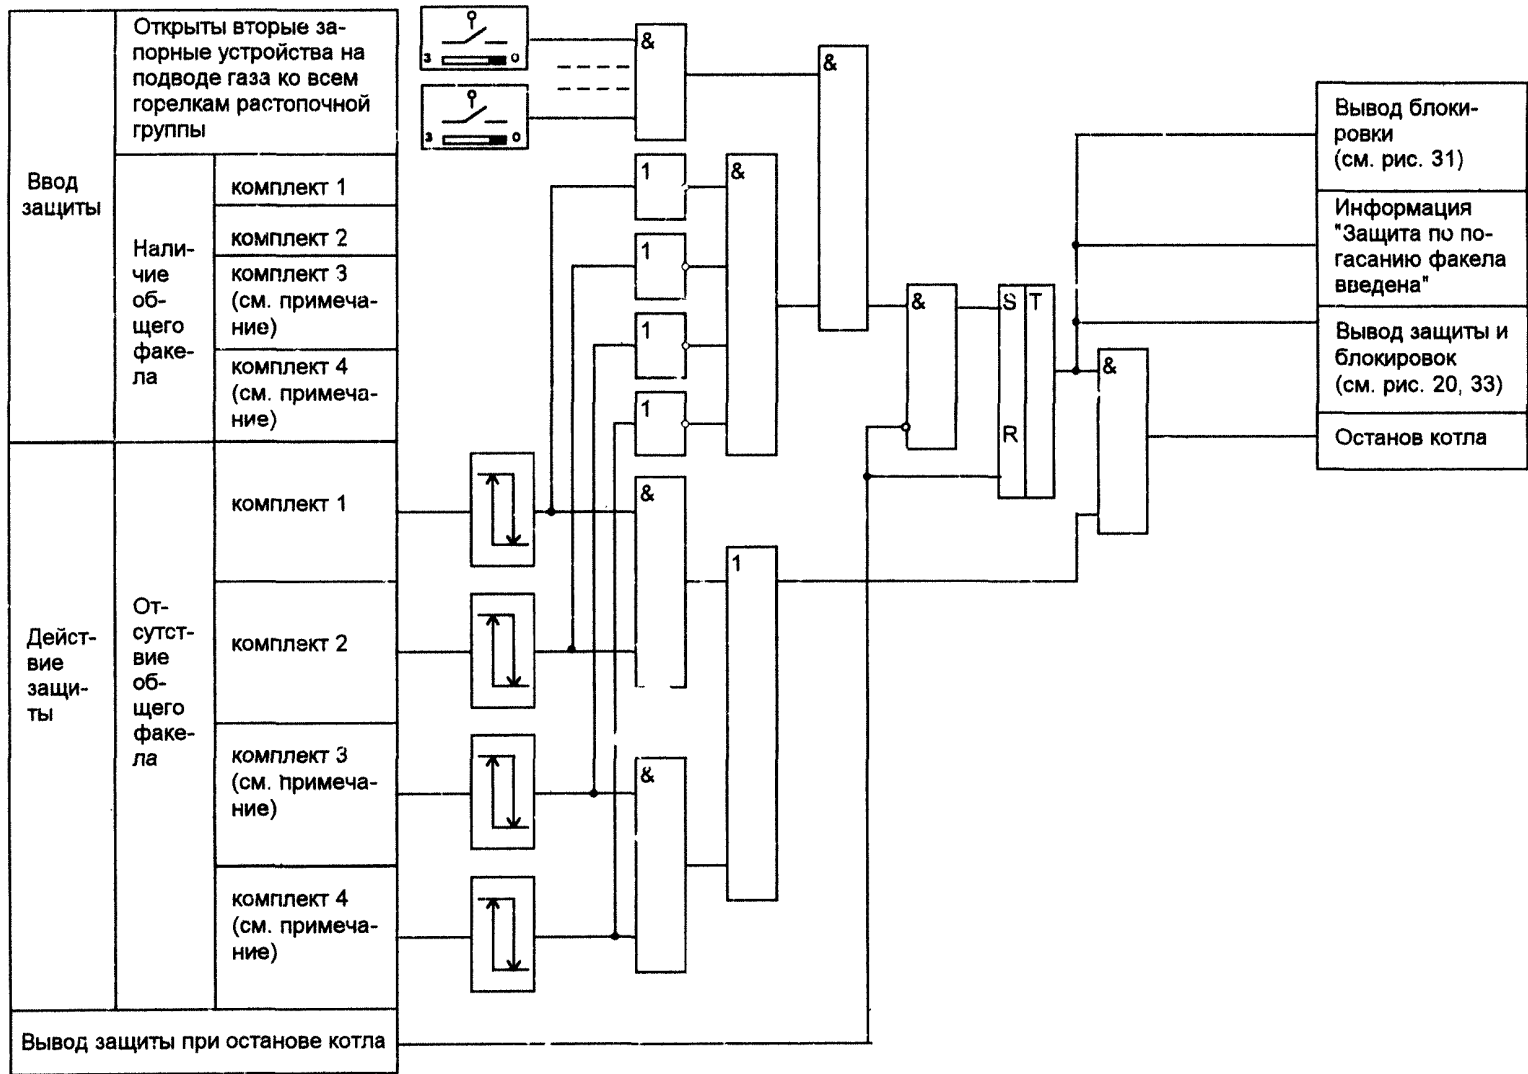 Ввод
защиты
Открыты вторые за-
порные устройства на
подводе газа ко всем
горелкам растопочной
группы
Нали-
чие
об-
щего
факе-
ла
комплект 1
комплект 2
комплект 3
(см. примеча-
ние)
комплект 4
(см. примеча-
ние)
Дейст-
вие
защи-
ты
От-
сутст-
вие
об-
щего
факе-
ла
комплект 1
комплект 2
комплект 3
(см. примеча-
ние)
комплект 4
(см. примеча-
ние)
Вывод защиты при останове котла
З О
З О
&
1
1
1
1
&
&
&
&
1
&
S T
R
&
Вывод блоки-
ровки
(см. рис. 31)
Информация
"Защита по по-
гасанию факела
введена"
Вывод защиты и
блокировок
(см. рис. 20, 33)
Останов котла